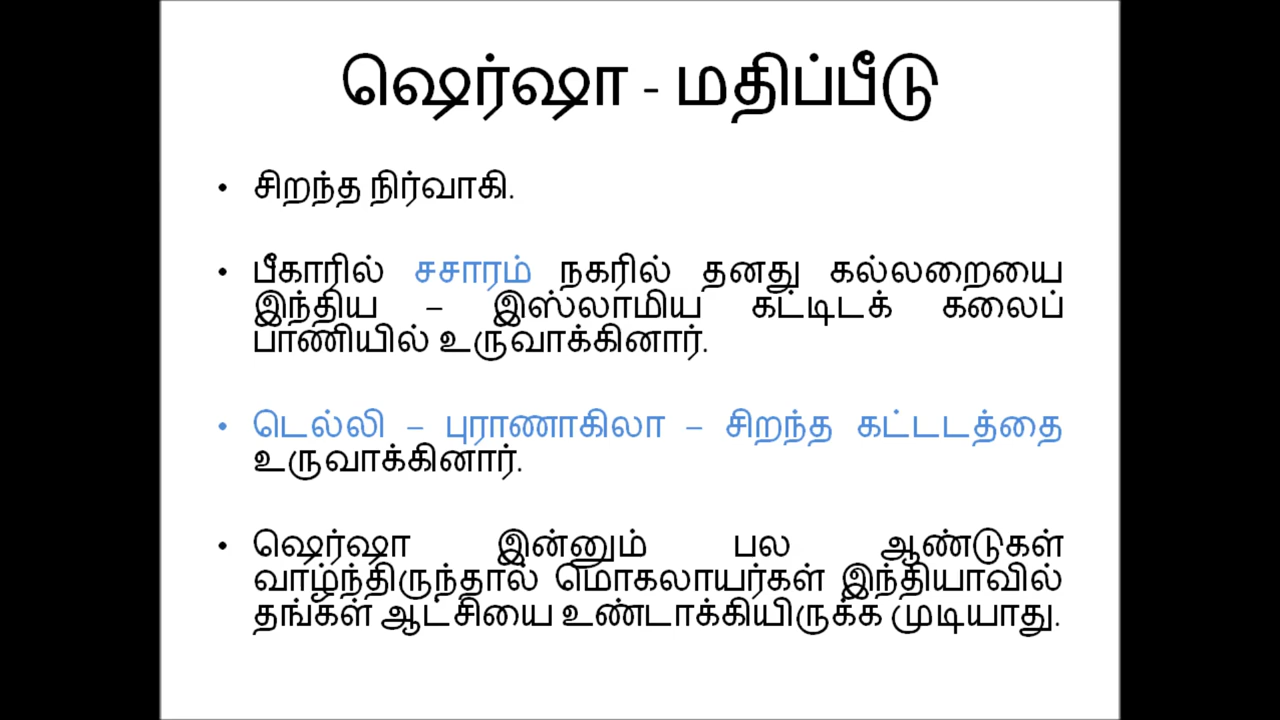 ஷெர்ஷா - மதிப்பீடு
• சிறந்த நிர்வாகி.
• பீகாரில் சசாரம் நகரில் தனது கல்லறையை
இந்திய – இஸ்லாமிய கட்டிடக் கலைப்
பாணியில் உருவாக்கினார்.
• டெல்லி – புராணாகிலா – சிறந்த கட்டடத்தை
உருவாக்கினார்.
• ஷெர்ஷா இன்னும் பல ஆண்டுகள்
வாழ்ந்திருந்தால் மொகலாயர்கள் இந்தியாவில்
தங்கள் ஆட்சியை உண்டாக்கியிருக்க முடியாது.